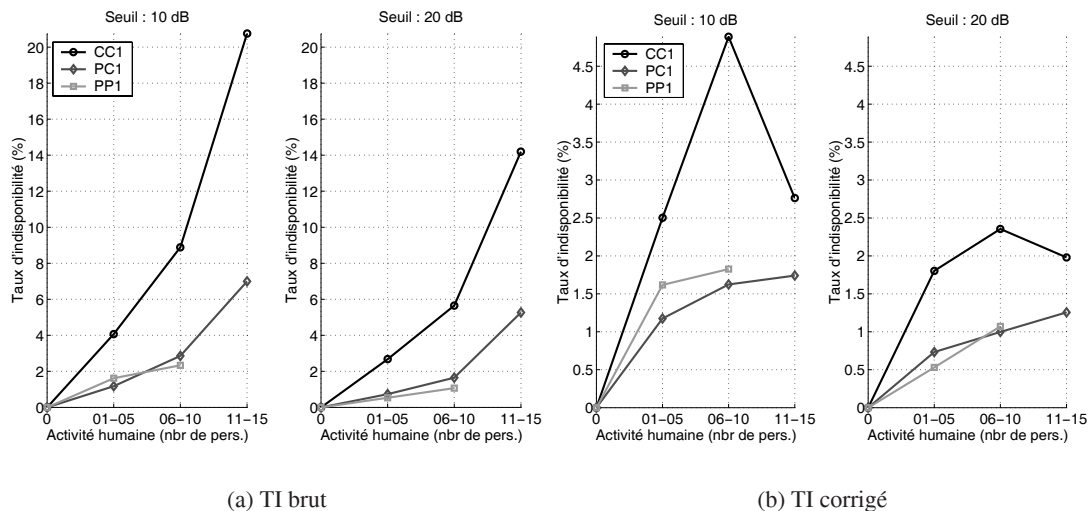 Seuil : 10 dB
Taux d'indisponibilité (%)
20
18
16
14
12
10
8
6
4
2
0
CC1
PC1
PP1
0 01−05 06−10 11−15
Activité humaine (nbr de pers.)
Seuil : 20 dB
Taux d'indisponibilité (%)
20
18
16
14
12
10
8
6
4
2
0
0 01−05 06−10 11−15
Activité humaine (nbr de pers.)
(a) TI brut
Seuil : 10 dB
Taux d'indisponibilité (%)
4.5
4
3.5
3
2.5
2
1.5
1
0.5
0
CC1
PC1
PP1
0 01−05 06−10 11−15
Activité humaine (nbr de pers.)
Seuil : 20 dB
Taux d'indisponibilité (%)
4.5
4
3.5
3
2.5
2
1.5
1
0.5
0
0 01−05 06−10 11−15
Activité humaine (nbr de pers.)
(b) TI corrigé